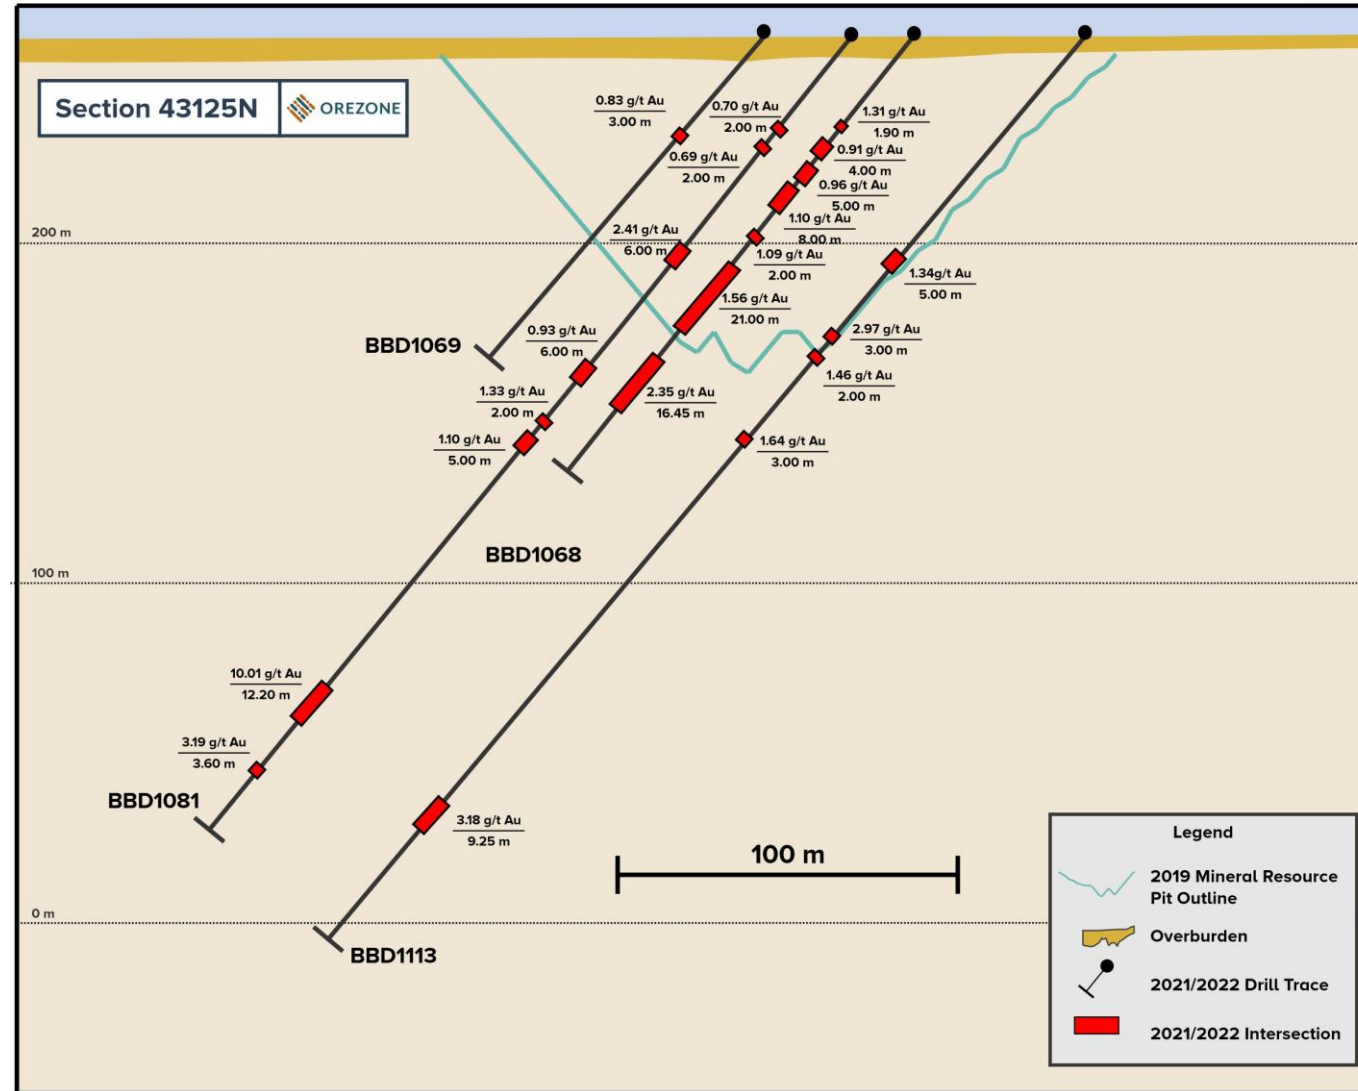 Section 43125N
OREZONE
0.83 g/t Au
3.00 m
0.70 g/t Au
2.00 m
0.69 g/t Au
2.00 m
1.31 g/t Au
1.90 m
0.91 g/t Au
4.00 m
0.96 g/t Au
5.00 m
1.10 g/t Au
8.00 m
200 m
2.41 g/t Au
6.00 m
1.09 g/t Au
2.00 m
1.34g/t Au
5.00 m
1.56 g/t Au
21.00 m
BBD1069
0.93 g/t Au
6.00 m
2.97 g/t Au
3.00 m
1.46 g/t Au
2.00 m
1.33 g/t Au
2.00 m
2.35 g/t Au
16.45 m
1.10 g/t Au
5.00 m
1.64 g/t Au
3.00 m
BBD1068
100 m
10.01 g/t Au
12.20 m
3.19 g/t Au
3.60 m
BBD1081
3.18 g/t Au
9.25 m
100 m
0 m
BBD1113
Legend
2019 Mineral Resource
Pit Outline
Overburden
2021/2022 Drill Trace
2021/2022 Intersection